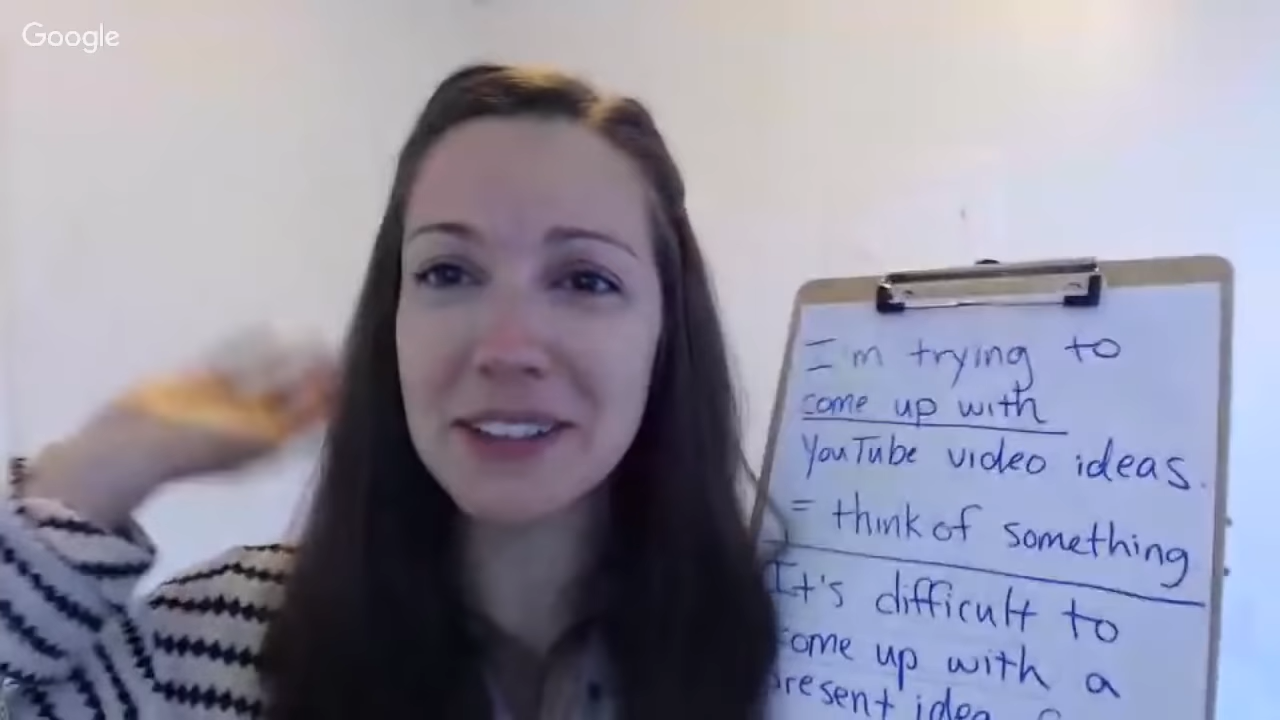 Google
I'm trying to
come up with
YouTube video ideas.
= think of something
It's difficult to
come up with a
present idea